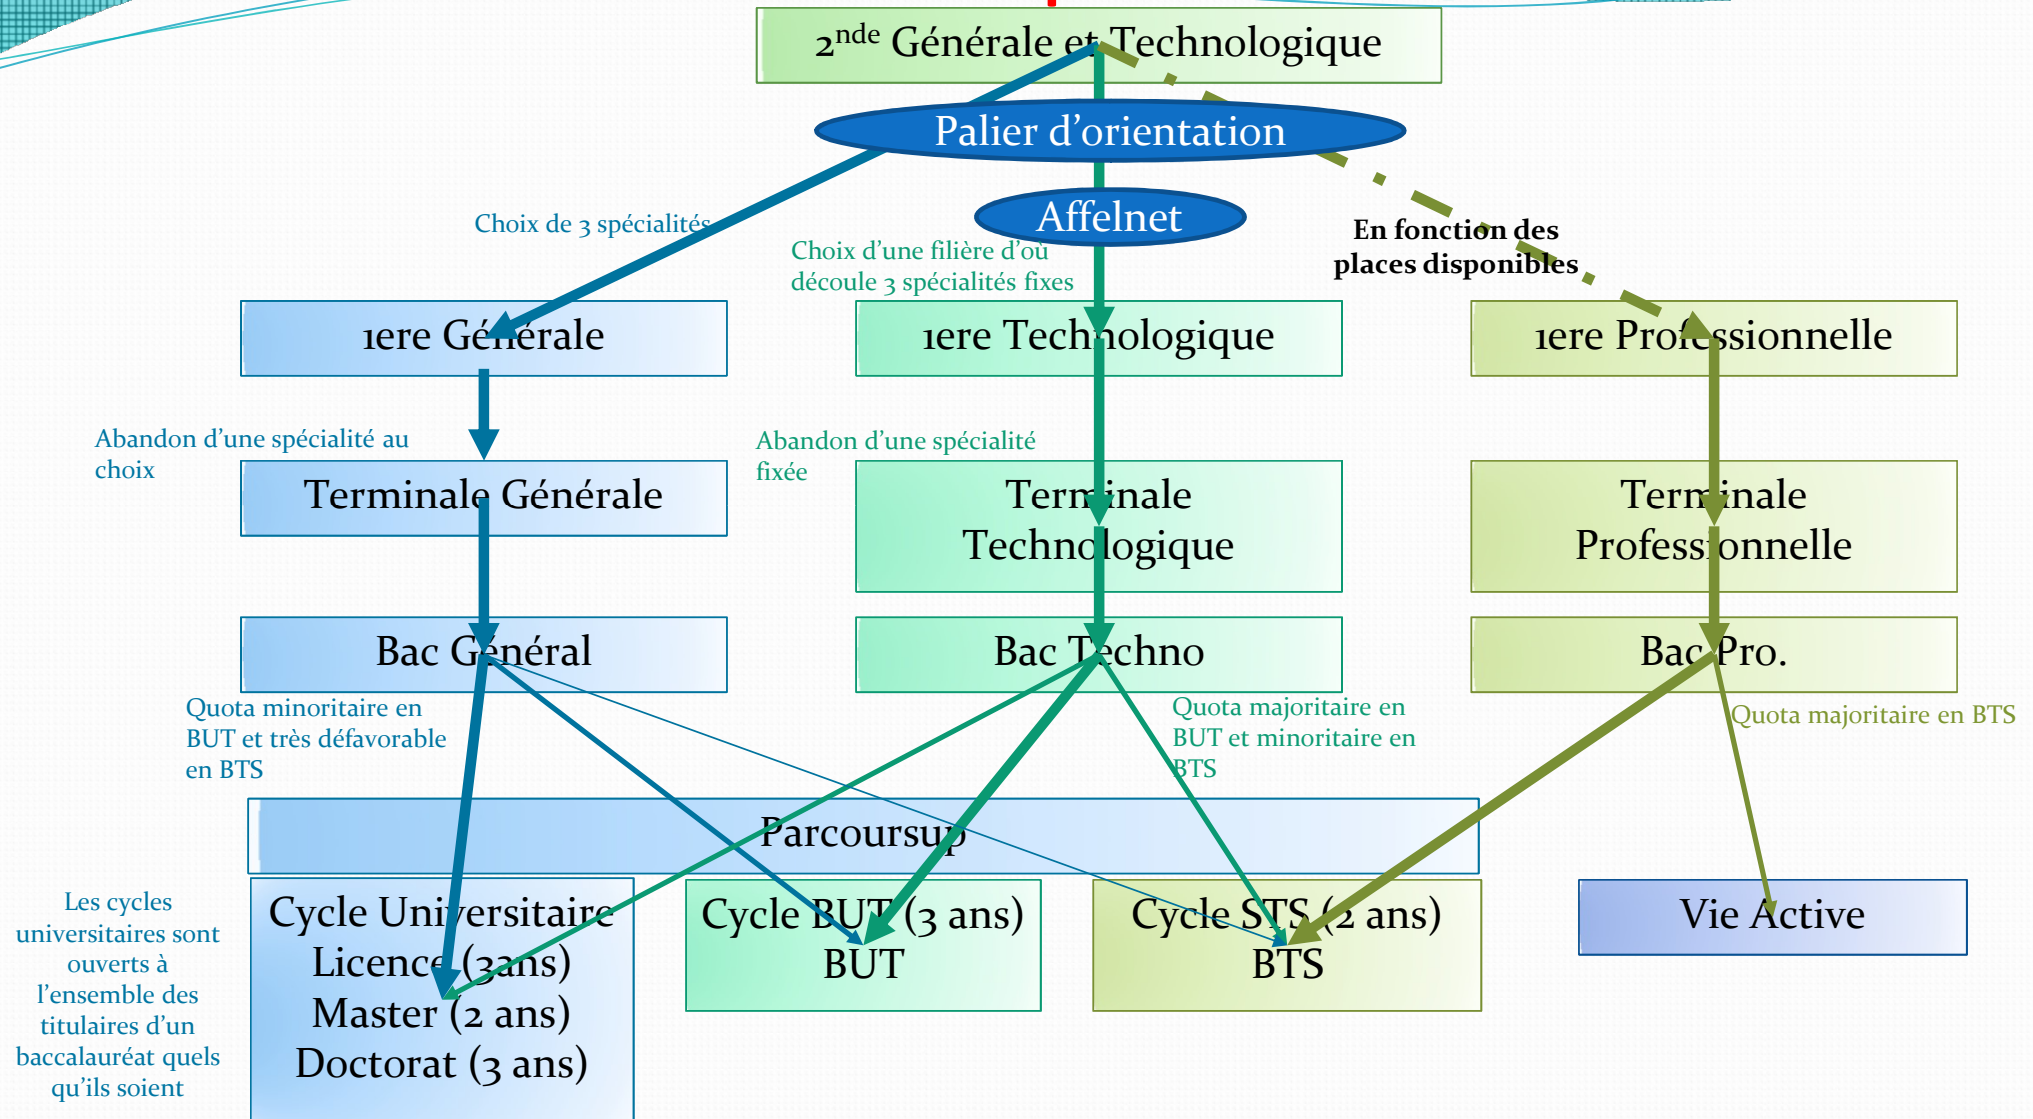 2nde Générale et Technologique
Palier d'orientation
Affelnet
Choix de 3 spécialités
Choix d'une filière d'où
découle 3 spécialités fixes
En fonction des
places disponibles
1ere Générale
1ere Technologique
1ere Professionnelle
Abandon d'une spécialité au
choix
Abandon d'une spécialité
fixée
Terminale Générale
Terminale
Technologique
Terminale
Professionnelle
Bac Général
Bac Techno
Bac Pro.
Quota minoritaire en
BUT et très défavorable
en BTS
Quota majoritaire en
BUT et minoritaire en
BTS
Quota majoritaire en BTS
Parcoursup
Les cycles
universitaires sont
ouverts à
l'ensemble des
titulaires d'un
baccalauréat quels
qu'ils soient
Cycle Universitaire
Licence (3ans)
Master (2 ans)
Doctorat (3 ans)
Cycle BUT (3 ans)
BUT
Cycle STS (2 ans)
BTS
Vie Active